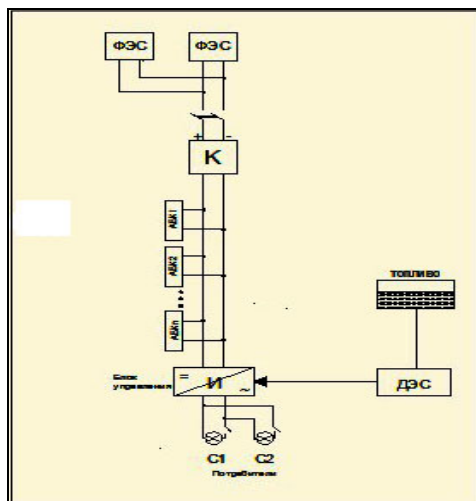 ФЭС ФЭС
+ -
К
АБК1
АБК2
АБКn
ТОПЛИВО
Блок
управления
= И ~
ДЭС
С1 С2
Потребители